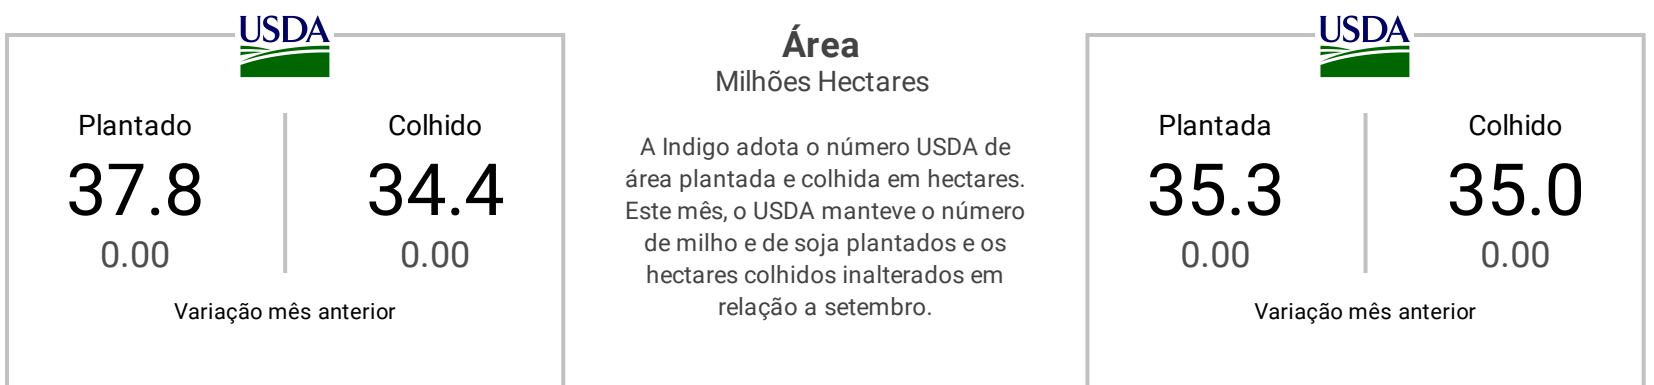 USDA
Plantado
Colhido
37.8
34.4
0.00
0.00
Variação mês anterior
Área
Milhões Hectares
A Indigo adota o número USDA de
área plantada e colhida em hectares.
Este mês, o USDA manteve o número
de milho e de soja plantados e os
hectares colhidos inalterados em
relação a setembro.
USDA
Plantada
Colhido
35.3
35.0
0.00
0.00
Variação mês anterior